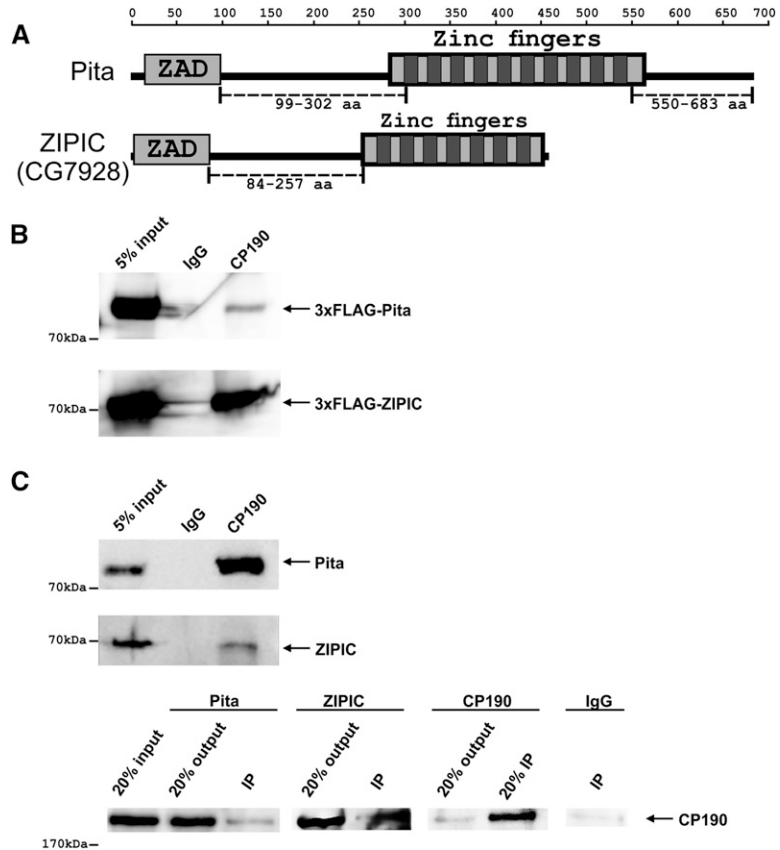 0 50 100 150 200 250 300 350 400 450 500 550 600 650 700
A
Zinc fingers
Pita
ZAD
99-302 aa
550-683 aa
Zinc fingers
ZIPIC
(CG7928)
ZAD
84-257 aa
B
5% input IgG CP190
3xFLAG-Pita
70kDa
70kDa
3xFLAG-ZIPIC
C
5% input IgG CP190
Pita
70kDa
70kDa
ZIPIC
Pita ZIPIC CP190 IgG
20% input 20% output IP 20% output IP 20% output 20% IP IP
CP190
170kDa